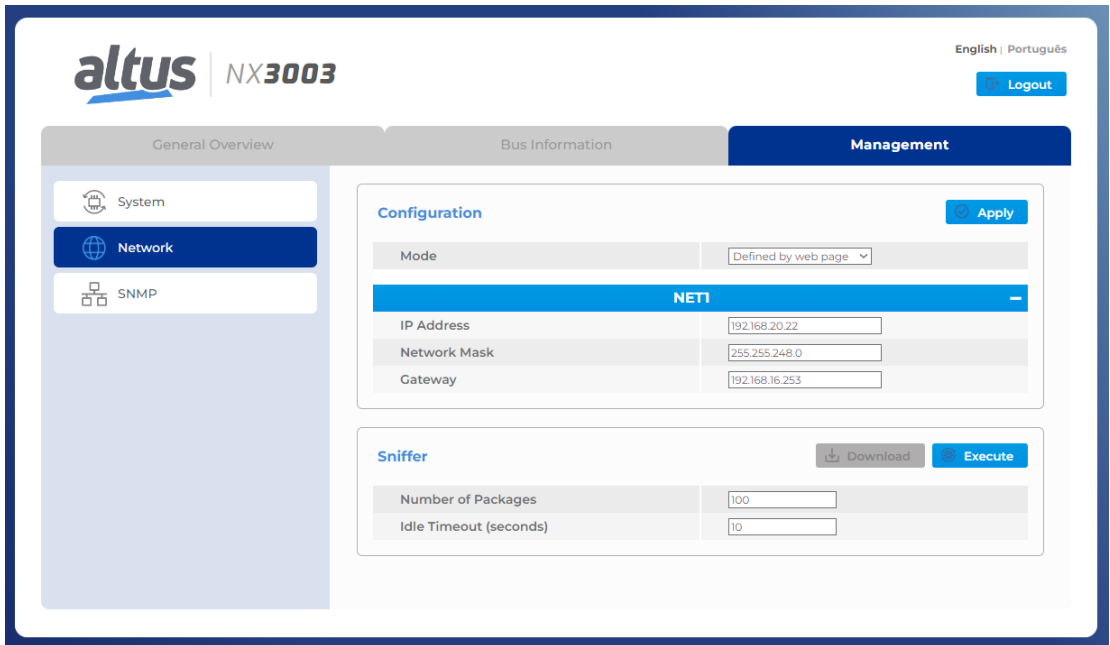 English | Português
altus | NX3003
Logout
General Overview Bus Information Management
System
Network
SNMP
Configuration Apply
Mode Defined by web page
NET1
IP Address 192.168.20.22
Network Mask 255.255.248.0
Gateway 192.168.16.253
Sniffer Download Execute
Number of Packages 100
Idle Timeout (seconds) 10